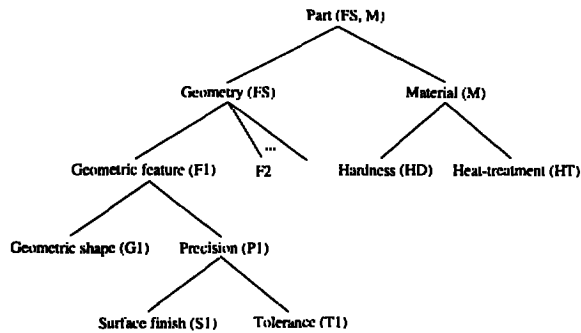 Part (FS, M)
Geometry (FS)
Material (M)
...
Geometric feature (F1)
F2
Hardness (HD)
Heat-treatment (HT)
Geometric shape (G1)
Precision (P1)
Surface finish (S1)
Tolerance (T1)